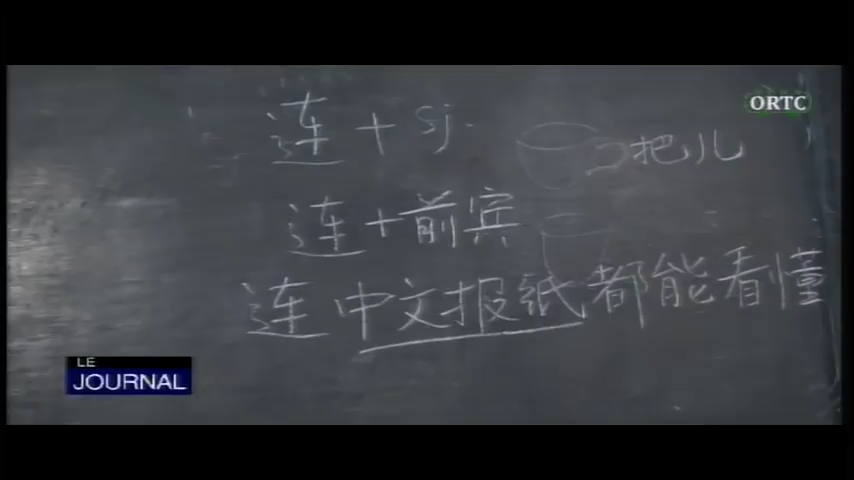 连 + sj.
ORTC
把儿
连 + 前宾
连中文报纸都能看懂
LE
JOURNAL